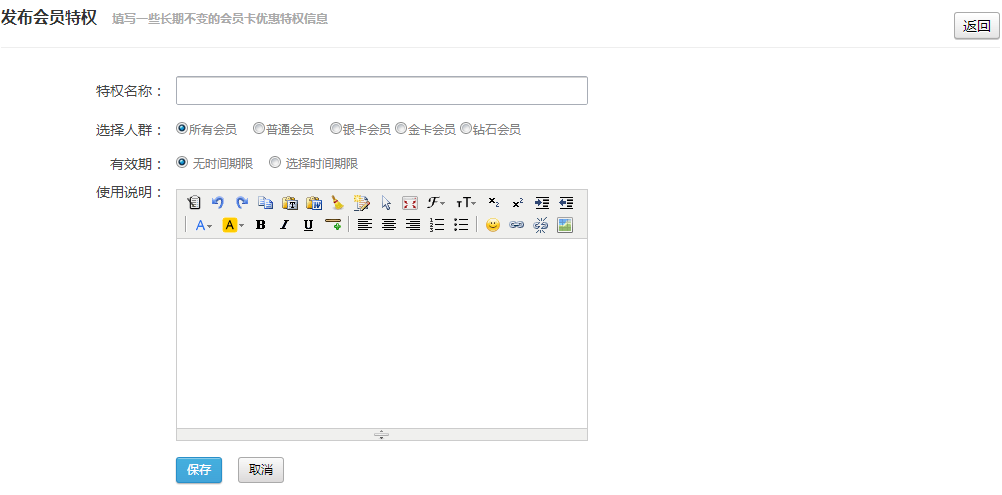 发布会员特权 填写一些长期不变的会员卡优惠特权信息
返回
特权名称：
选择人群： 所有会员 普通会员 银卡会员 金卡会员 钻石会员
有效期： 无时间期限 选择时间期限
使用说明：
保存 取消